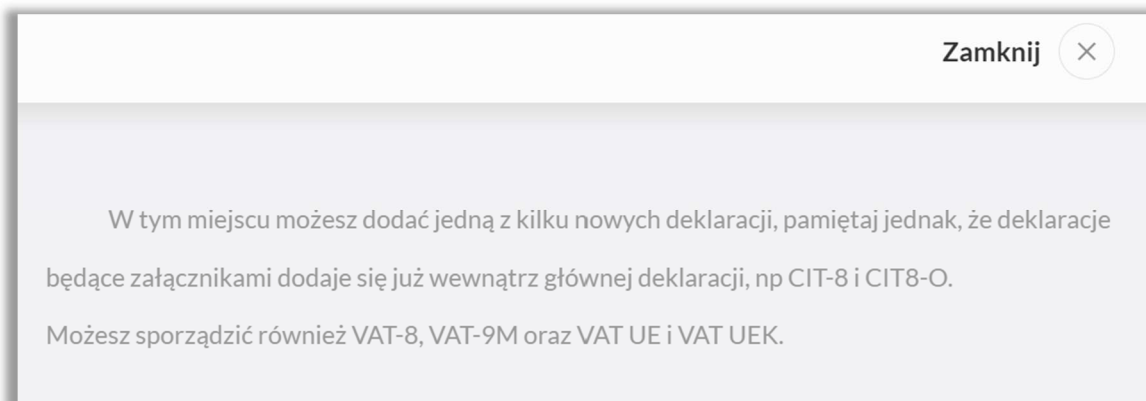 Zamknij
W tym miejscu możesz dodać jedną z kilku nowych deklaracji, pamiętaj jednak, że deklaracje
będące załącznikami dodaje się już wewnątrz głównej deklaracji, np CIT-8 i CIT8-O.
Możesz sporządzić również VAT-8, VAT-9M oraz VAT UE i VAT UEK.